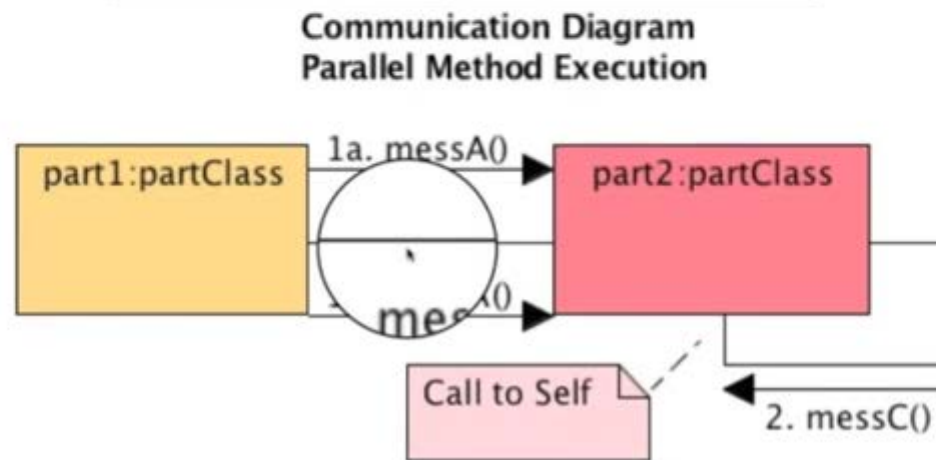 Communication Diagram
Parallel Method Execution
1a. messA()
part1:partClass
part2:partClass
Call to Self
2. messC()